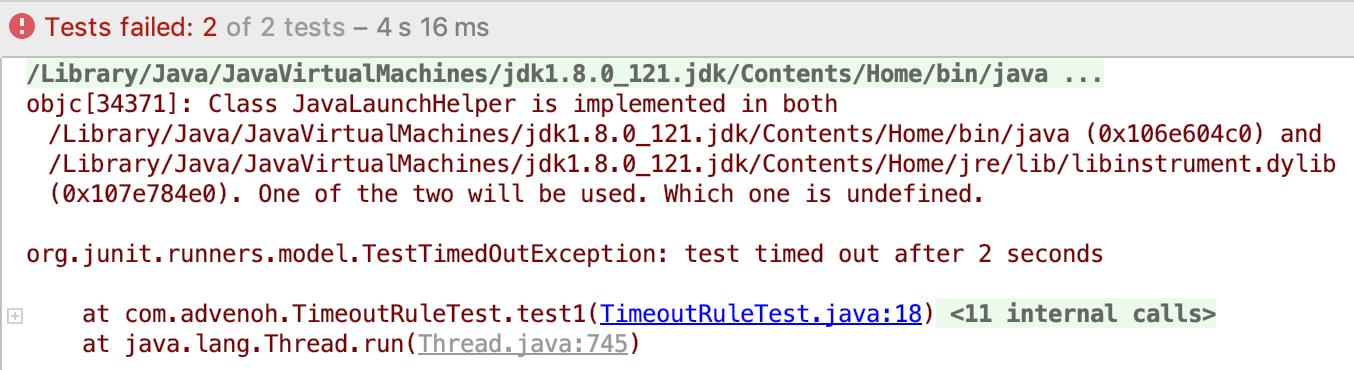 Tests failed: 2 of 2 tests – 4 s 16 ms
/Library/Java/JavaVirtualMachines/jdk1.8.0_121.jdk/Contents/Home/bin/java ...
objc[34371]: Class JavaLaunchHelper is implemented in both
/Library/Java/JavaVirtualMachines/jdk1.8.0_121.jdk/Contents/Home/bin/java (0x106e604c0) and
/Library/Java/JavaVirtualMachines/jdk1.8.0_121.jdk/Contents/Home/jre/lib/libinstrument.dylib
(0x107e784e0). One of the two will be used. Which one is undefined.
org.junit.runners.model.TestTimedOutException: test timed out after 2 seconds
at com.advenoh.TimeoutRuleTest.test1(TimeoutRuleTest.java:18) <11 internal calls>
at java.lang.Thread.run(Thread.java:745)